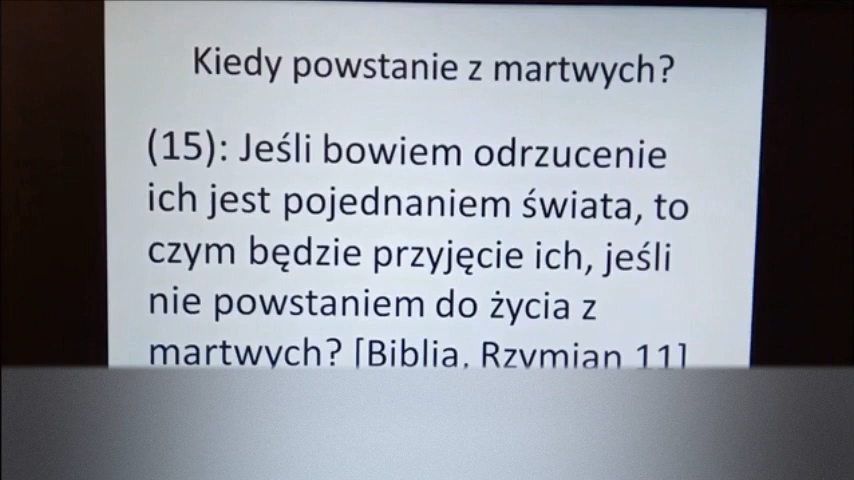 Kiedy powstanie z martwych?
(15): Jeśli bowiem odrzucenie
ich jest pojednaniem świata, to
czym będzie przyjęcie ich, jeśli
nie powstaniem do życia z
martwych? [Biblia, Rzymian 11]